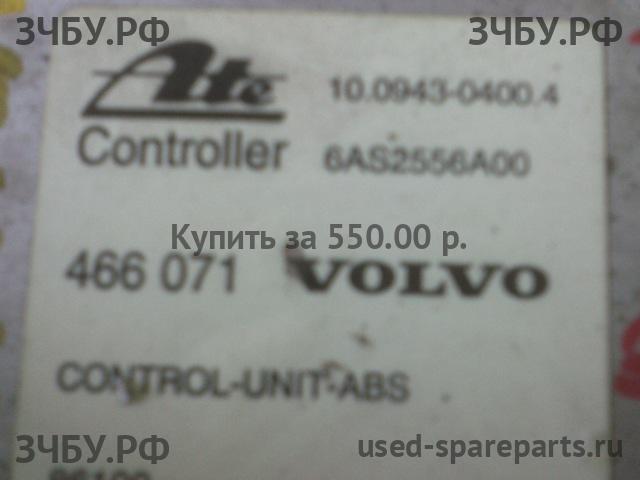 ЗЧБУ.РФ ЗЧБУ.РФ
Ate 10.0943-0400.4
Controller 6AS2556A00
Купить за 550.00 р.
466 071 VOLVO
CONTROL-UNIT-ABS
ЗЧБУ.РФ used-spareparts.ru